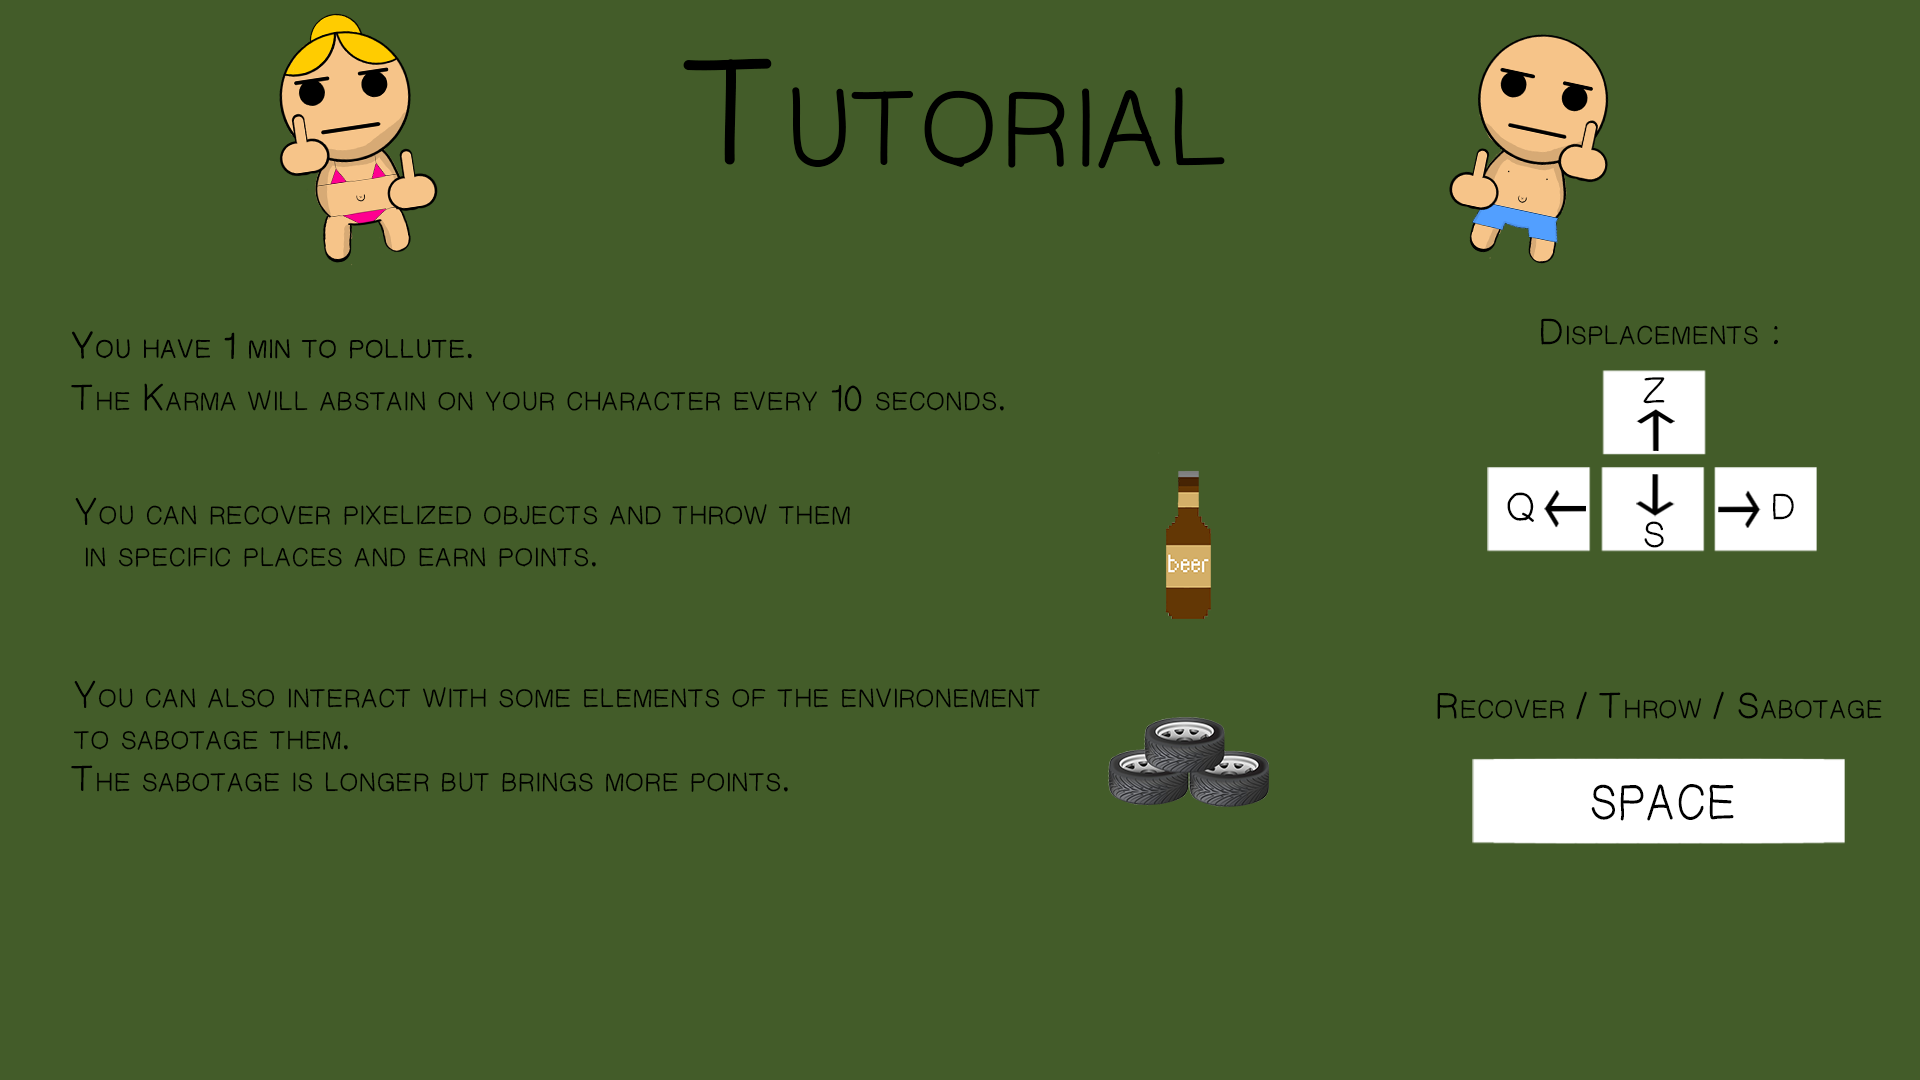 Tutorial
You have 1 min to pollute.
The Karma will abstain on your character every 10 seconds.
You can recover pixelized objects and throw them
in specific places and earn points.
beer
You can also interact with some elements of the environement
to sabotage them.
The sabotage is longer but brings more points.
Displacements :
Z
↑
Q ← ↓ → D
S
Recover / Throw / Sabotage
SPACE